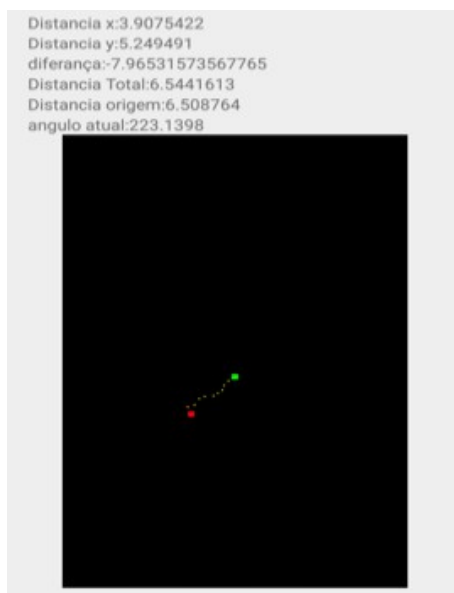 Distancia x:3.9075422
Distancia y:5.249491
diferança:-7.96531573567765
Distancia Total:6.5441613
Distancia origem:6.508764
angulo atual:223.1398